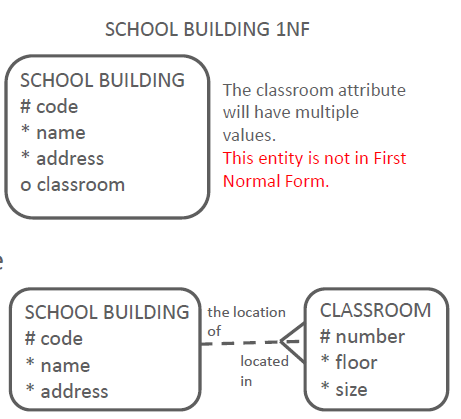 SCHOOL BUILDING 1NF
SCHOOL BUILDING
# code
* name
* address
o classroom
The classroom attribute
will have multiple
values.
This entity is not in First
Normal Form.
e
SCHOOL BUILDING
# code
* name
* address
the location
of
located
in
CLASSROOM
# number
* floor
* size